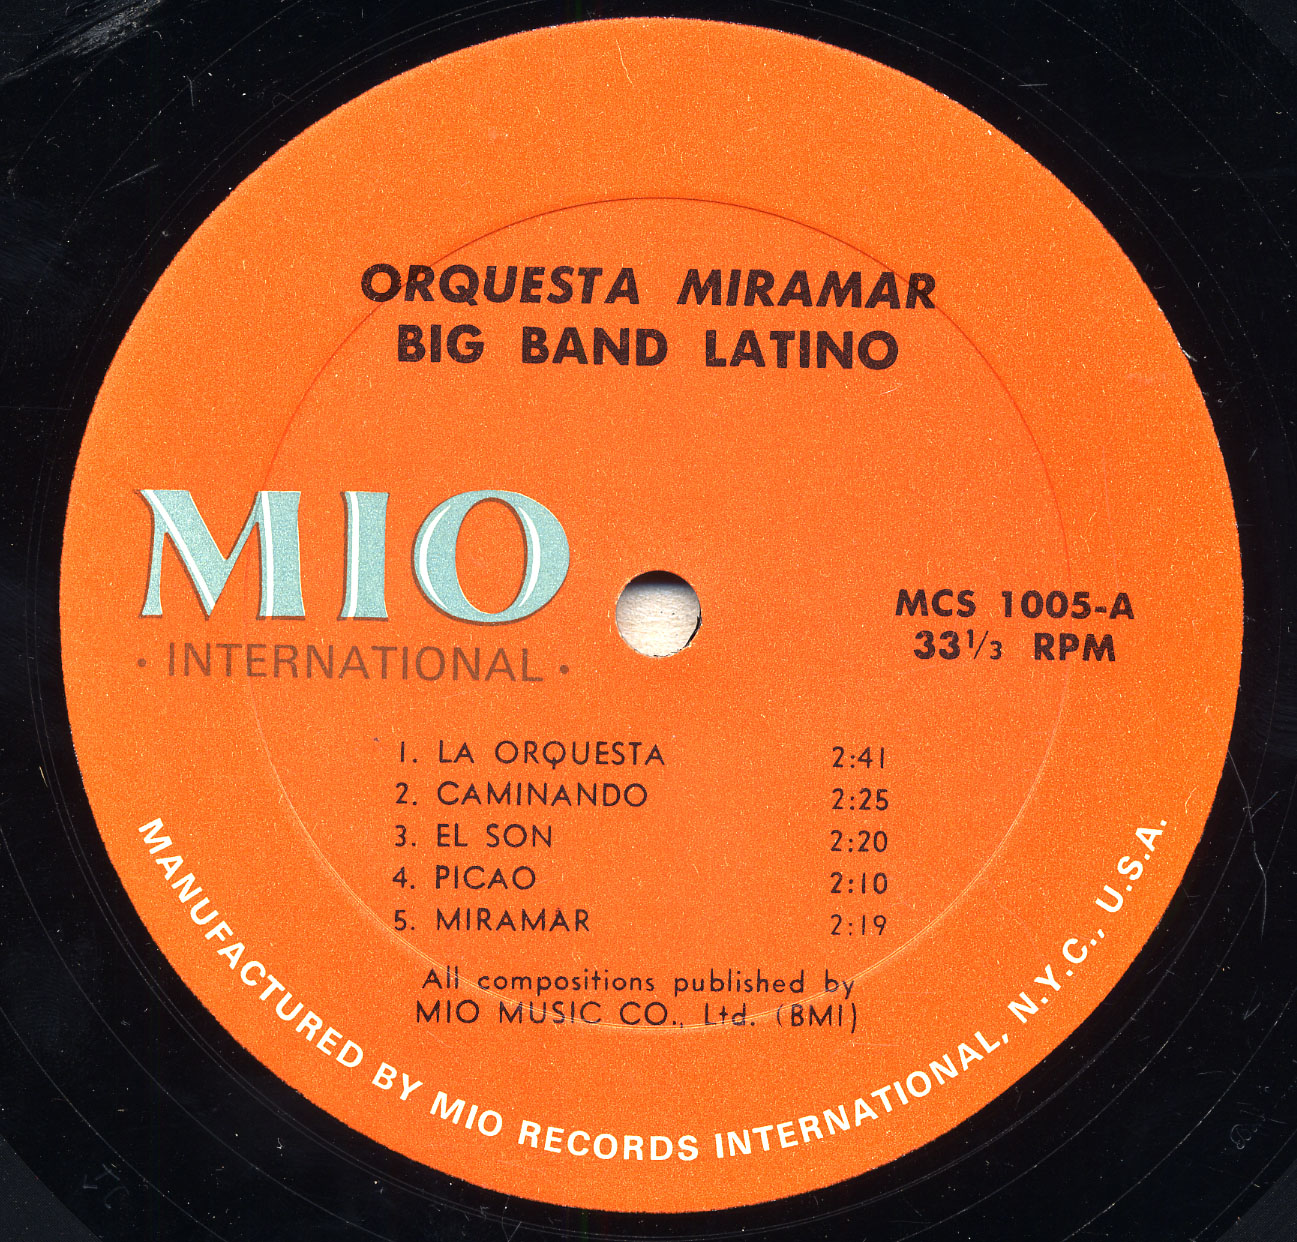 ORQUESTA MIRAMAR
BIG BAND LATINO
MIO
· INTERNATIONAL ·
MCS 1005-A
33⅓ RPM
1. LA ORQUESTA 2:41
2. CAMINANDO 2:25
3. EL SON 2:20
4. PICAO 2:10
5. MIRAMAR 2:19
All compositions published by
MIO MUSIC CO., Ltd. (BMI)
MANUFACTURED BY MIO RECORDS INTERNATIONAL, N.Y.C., U.S.A.